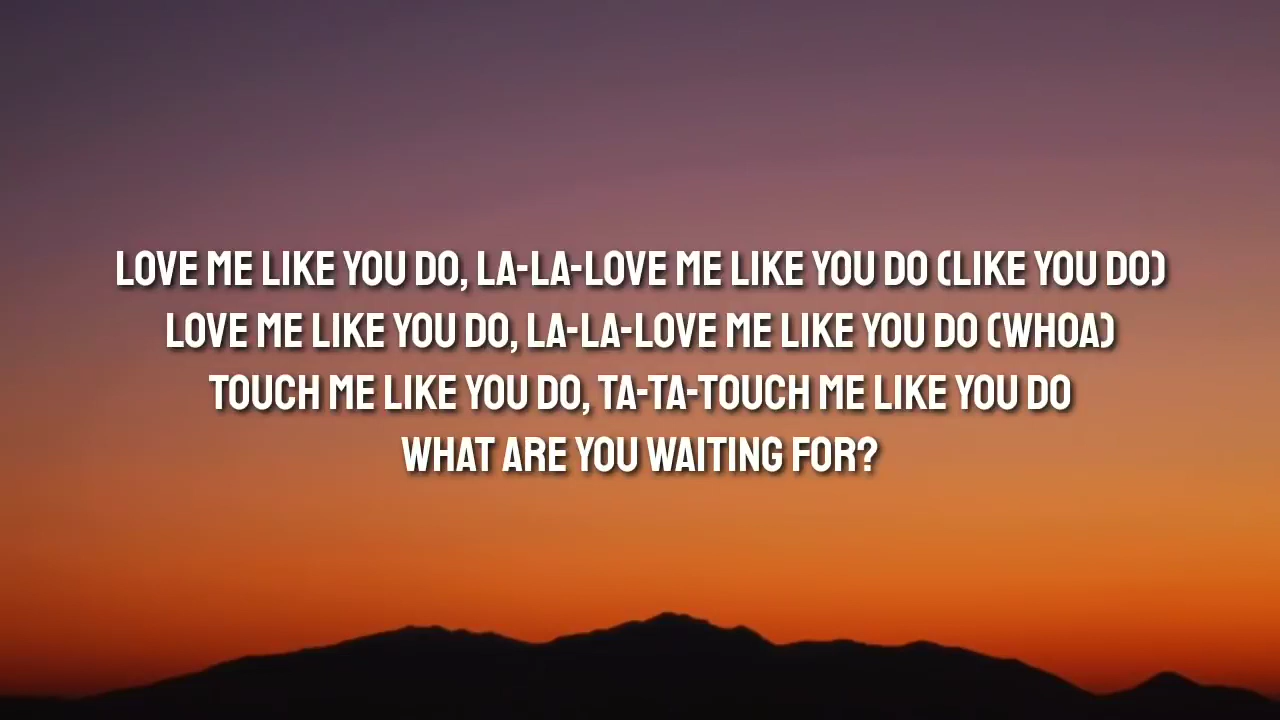 LOVE ME LIKE YOU DO, LA-LA-LOVE ME LIKE YOU DO (LIKE YOU DO)
LOVE ME LIKE YOU DO, LA-LA-LOVE ME LIKE YOU DO (WHOA)
TOUCH ME LIKE YOU DO, TA-TA-TOUCH ME LIKE YOU DO
WHAT ARE YOU WAITING FOR?